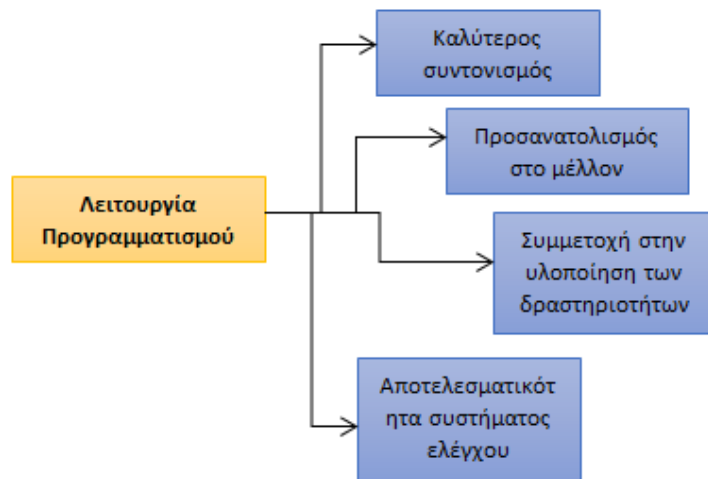 Καλύτερος
συντονισμός
Προσανατολισμός
στο μέλλον
Λειτουργία
Προγραμματισμού
Συμμετοχή στην
υλοποίηση των
δραστηριοτήτων
Αποτελεσματικότ
ητα συστήματος
ελέγχου